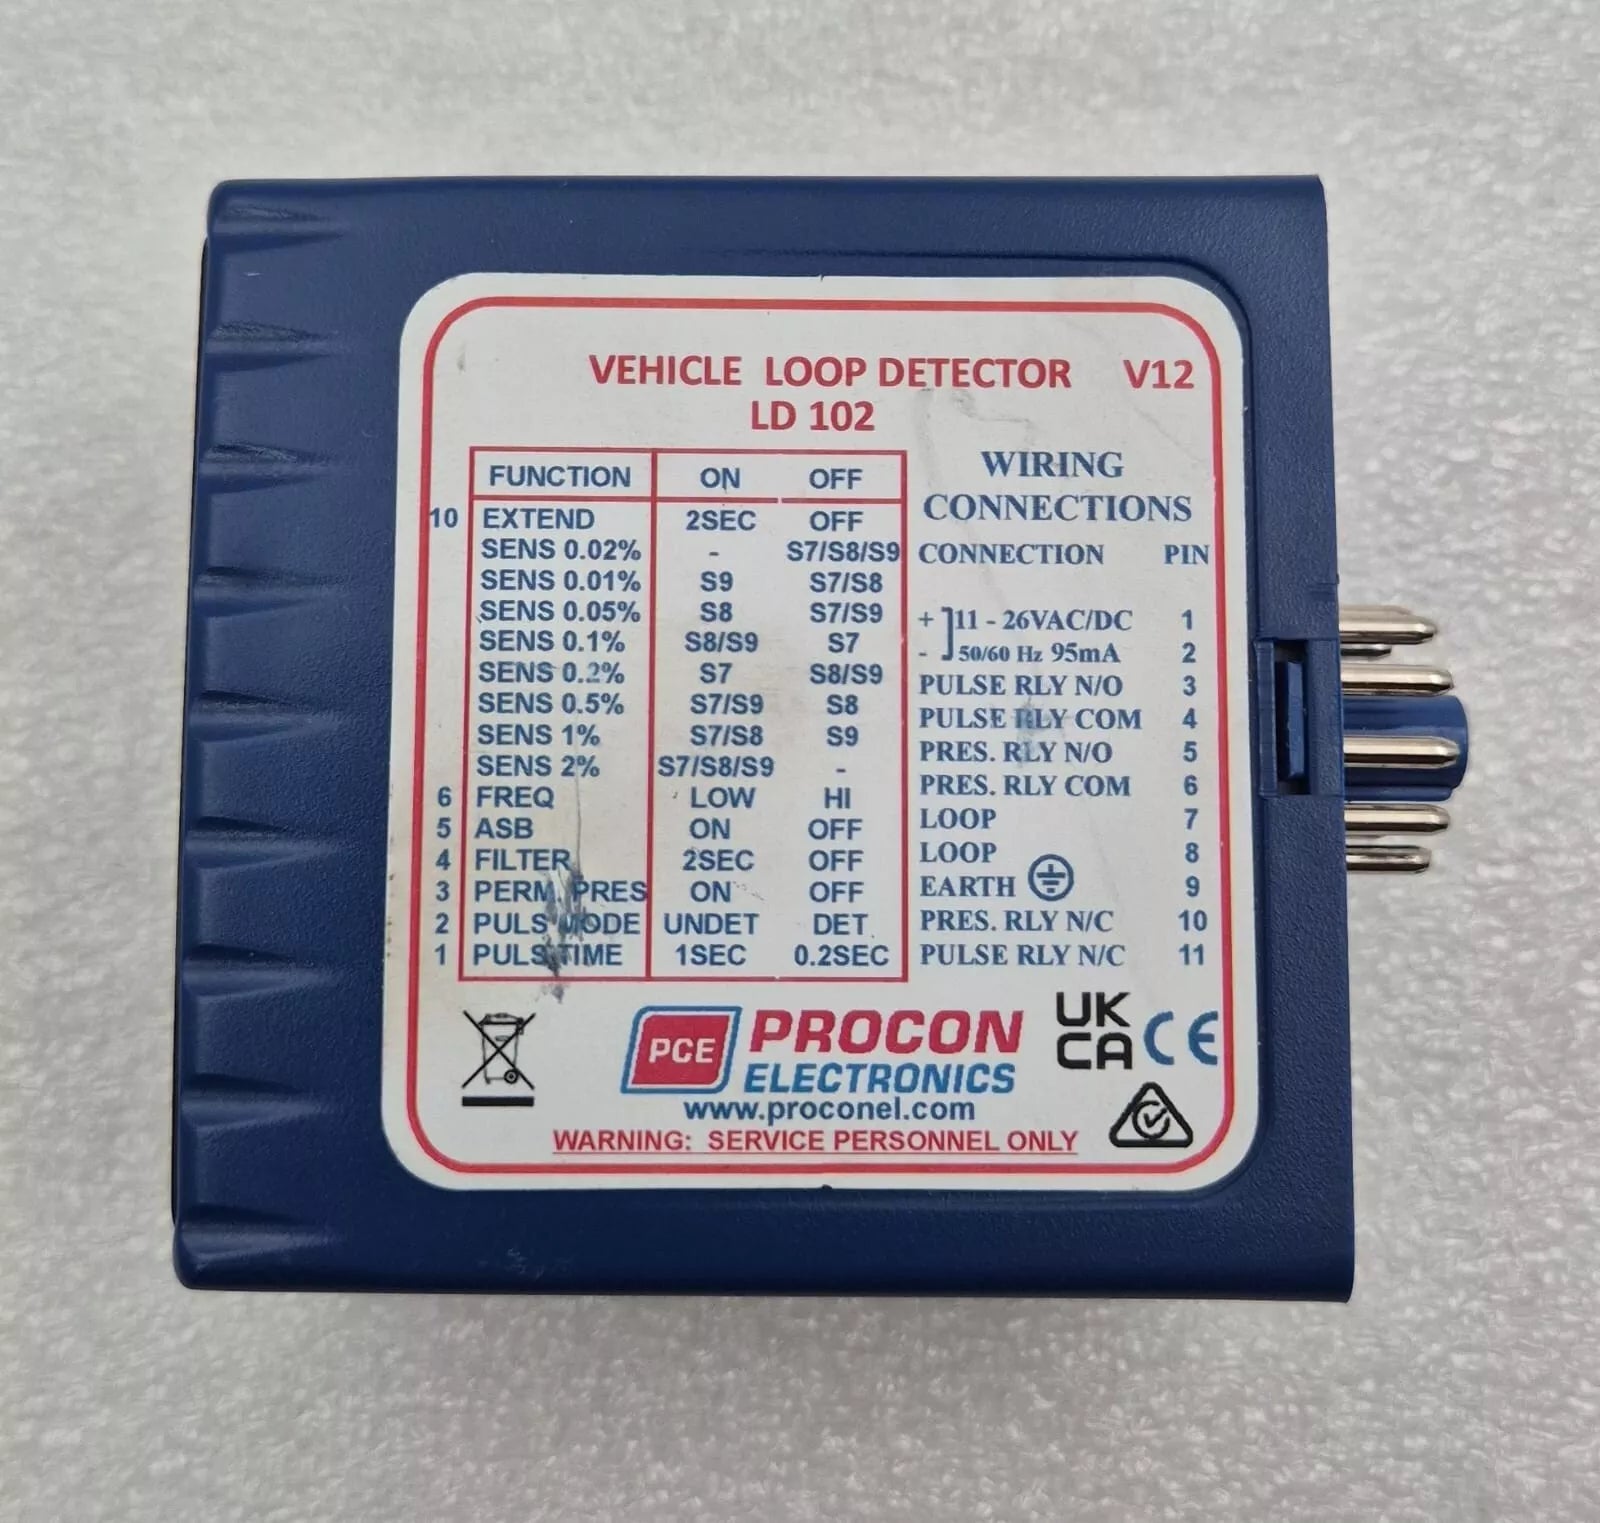 VEHICLE LOOP DETECTOR V12
LD 102
FUNCTION ON OFF
10 EXTEND 2SEC OFF
SENS 0.02% - S7/S8/S9
SENS 0.01% S9 S7/S8
SENS 0.05% S8 S7/S9
SENS 0.1% S8/S9 S7
SENS 0.2% S7 S8/S9
SENS 0.5% S7/S9 S8
SENS 1% S7/S8 S9
SENS 2% S7/S8/S9 -
6 FREQ LOW HI
5 ASB ON OFF
4 FILTER 2SEC OFF
3 PERM. PRES ON OFF
2 PULS MODE UNDET DET
1 PULS TIME 1SEC 0.2SEC
WIRING
CONNECTIONS
CONNECTION PIN
+ 11 - 26VAC/DC 1
- 50/60 Hz 95mA 2
PULSE RLY N/O 3
PULSE RLY COM 4
PRES. RLY N/O 5
PRES. RLY COM 6
LOOP 7
LOOP 8
EARTH 9
PRES. RLY N/C 10
PULSE RLY N/C 11
PCE PROCON
ELECTRONICS
UK
CA CE
www.proconel.com
WARNING: SERVICE PERSONNEL ONLY